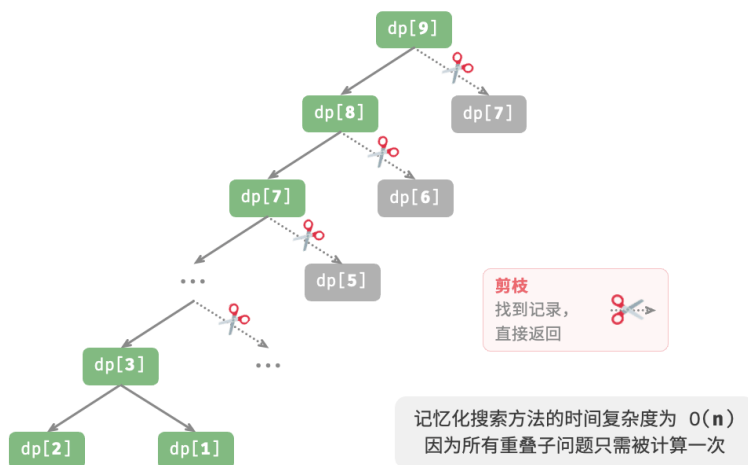 dp[9]
dp[8]
dp[7]
dp[7]
dp[6]
...
dp[5]
剪枝
找到记录，
直接返回
dp[3]
...
dp[2]
dp[1]
记忆化搜索方法的时间复杂度为 O(n)
因为所有重叠子问题只需被计算一次